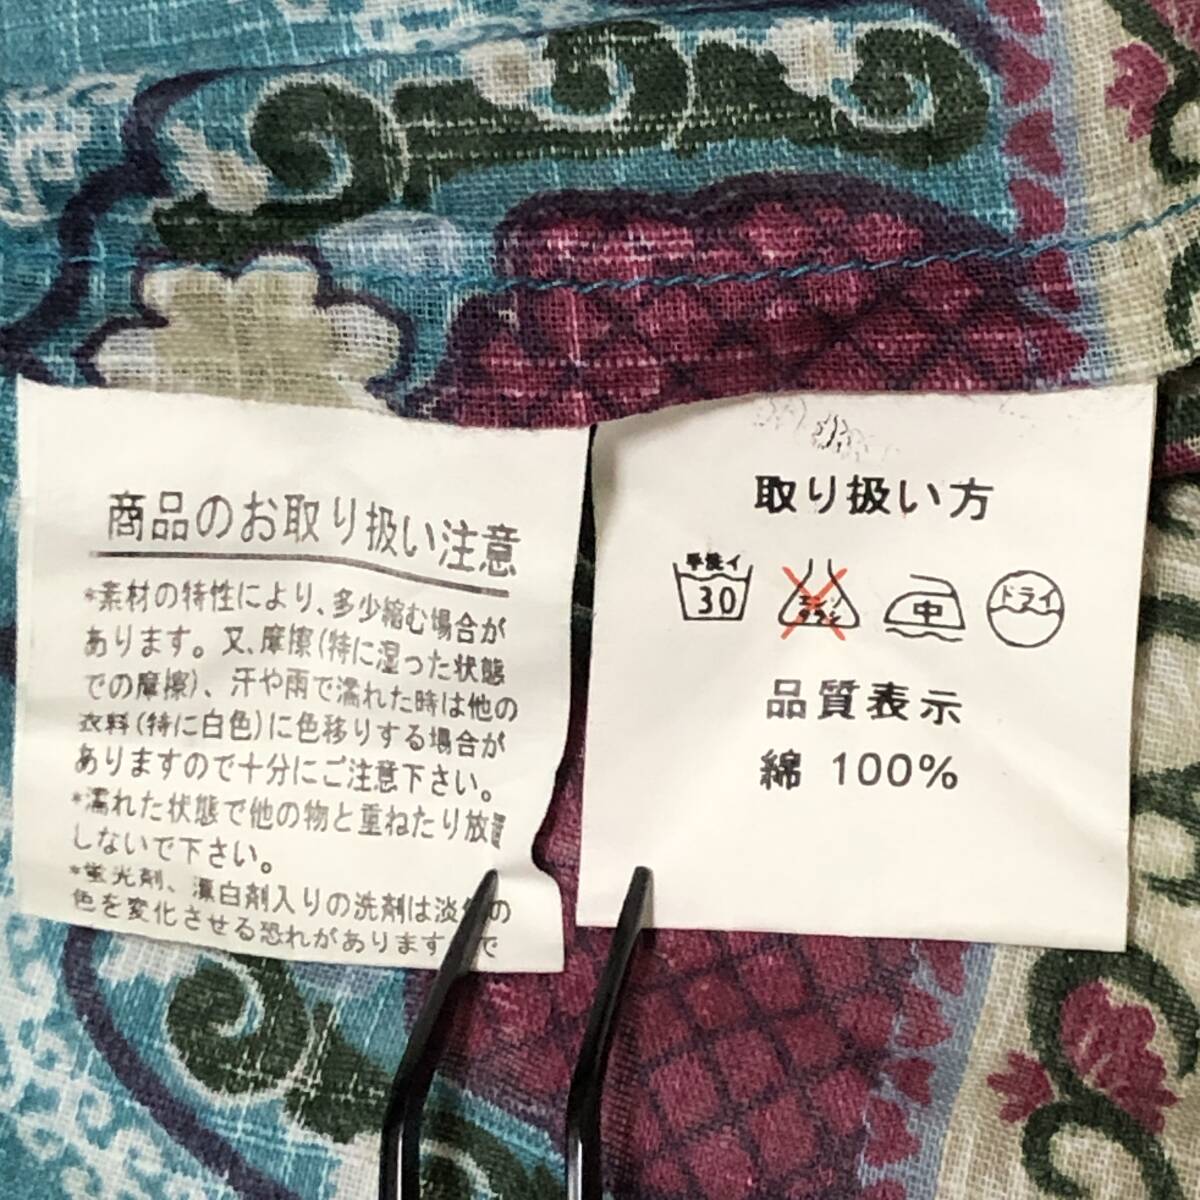 商品のお取り扱い注意
*素材の特性により、多少縮む場合が
あります。又、摩擦(特に湿った状態
での摩擦)、汗や雨で濡れた時は他の
衣料(特に白色)に色移りする場合が
ありますので十分にご注意下さい。
*濡れた状態で他の物と重ねたり放置
しないで下さい。
*蛍光剤、漂白剤入りの洗剤は淡色の
色を変化させる恐れがあります で
取り扱い方
手洗イ
30
エンソ
サラシ
中
ドライ
品質表示
綿 100%